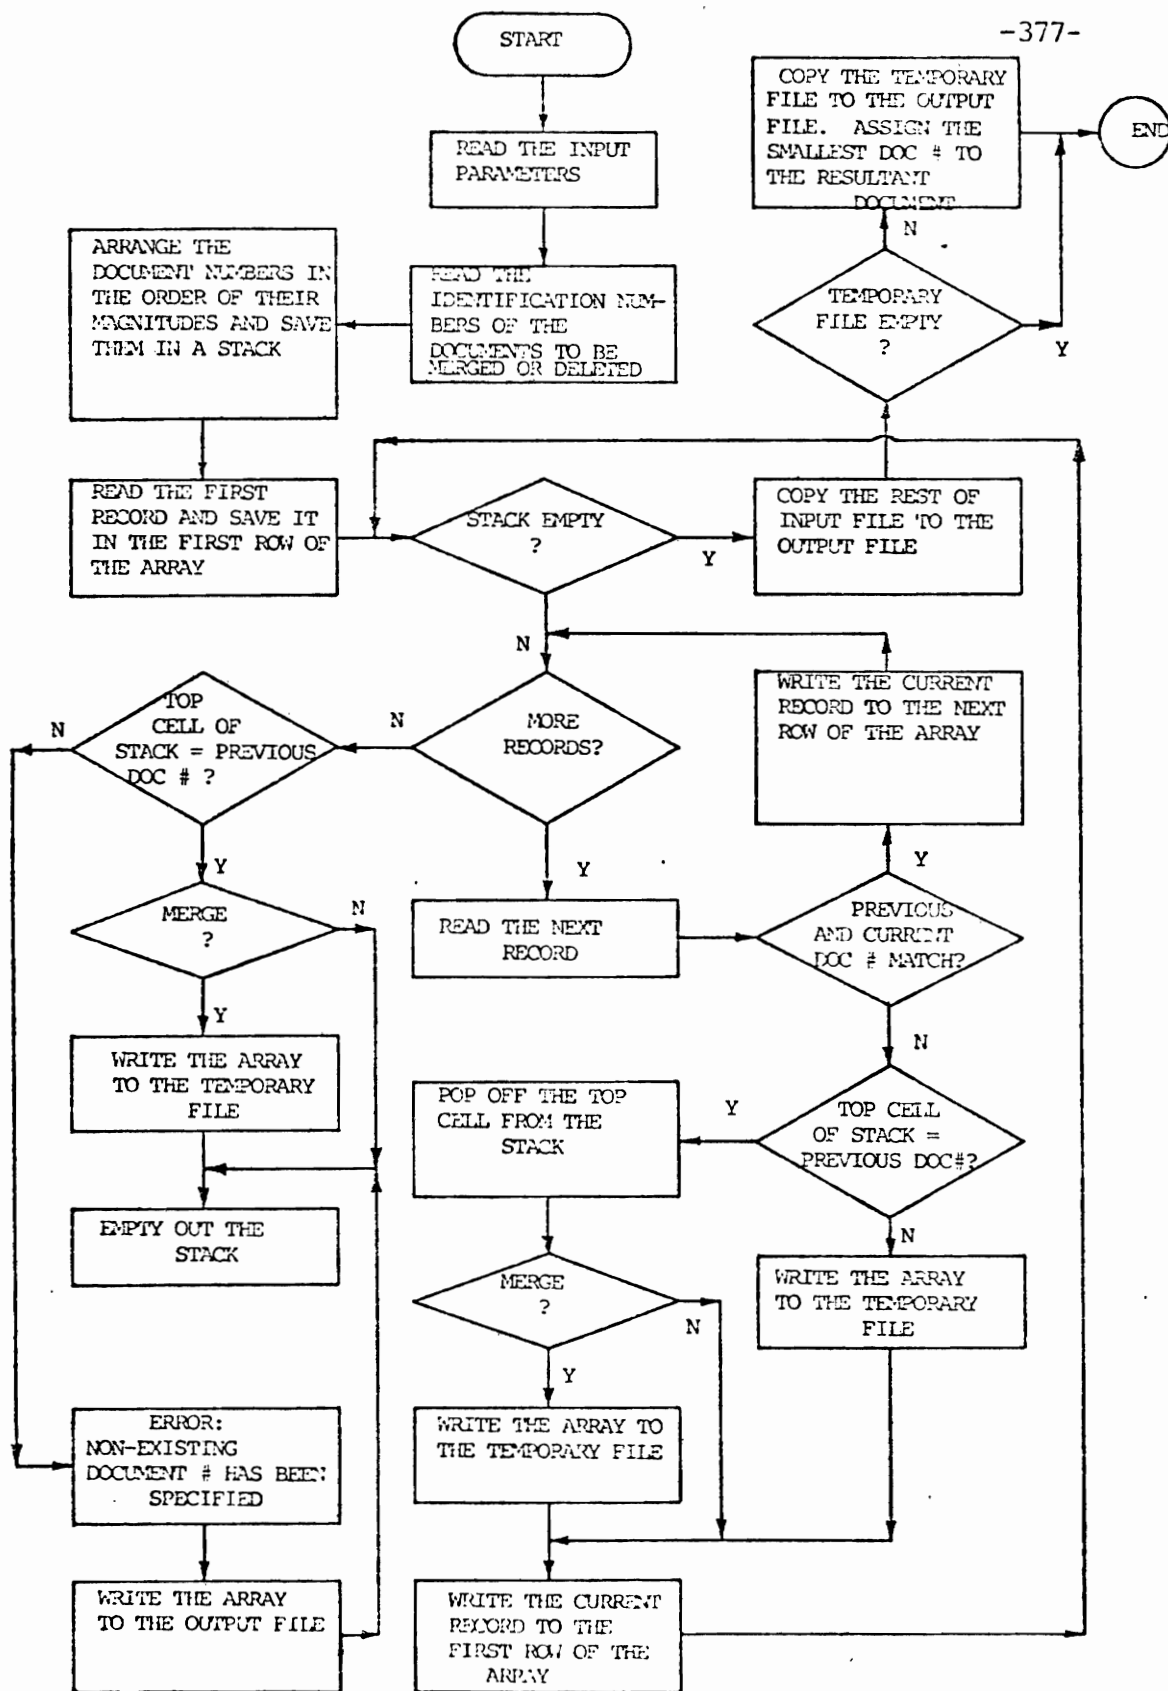 -377-
START
READ THE INPUT
PARAMETERS
READ THE
IDENTIFICATION NUM-
BERS OF THE
DOCUMENTS TO BE
MERGED OR DELETED
ARRANGE THE
DOCUMENT NUMBERS IN
THE ORDER OF THEIR
MAGNITUDES AND SAVE
THEM IN A STACK
READ THE FIRST
RECORD AND SAVE IT
IN THE FIRST ROW OF
THE ARRAY
STACK EMPTY
?
Y
N
COPY THE REST OF
INPUT FILE TO THE
OUTPUT FILE
TEMPORARY
FILE EMPTY
?
Y
N
COPY THE TEMPORARY
FILE TO THE OUTPUT
FILE. ASSIGN THE
SMALLEST DOC # TO
THE RESULTANT
DOCUMENT
END
MORE
RECORDS?
N
Y
TOP
CELL OF
STACK = PREVIOUS
DOC # ?
N
Y
MERGE
?
N
Y
WRITE THE ARRAY
TO THE TEMPORARY
FILE
EMPTY OUT THE
STACK
ERROR:
NON-EXISTING
DOCUMENT # HAS BEEN
SPECIFIED
WRITE THE ARRAY
TO THE OUTPUT FILE
READ THE NEXT
RECORD
PREVIOUS
AND CURRENT
DOC # MATCH?
Y
N
WRITE THE CURRENT
RECORD TO THE NEXT
ROW OF THE ARRAY
TOP CELL
OF STACK =
PREVIOUS DOC#?
Y
N
POP OFF THE TOP
CELL FROM THE
STACK
MERGE
?
N
Y
WRITE THE ARRAY
TO THE TEMPORARY
FILE
WRITE THE ARRAY TO
THE TEMPORARY FILE
WRITE THE CURRENT
RECORD TO THE
FIRST ROW OF THE
ARRAY